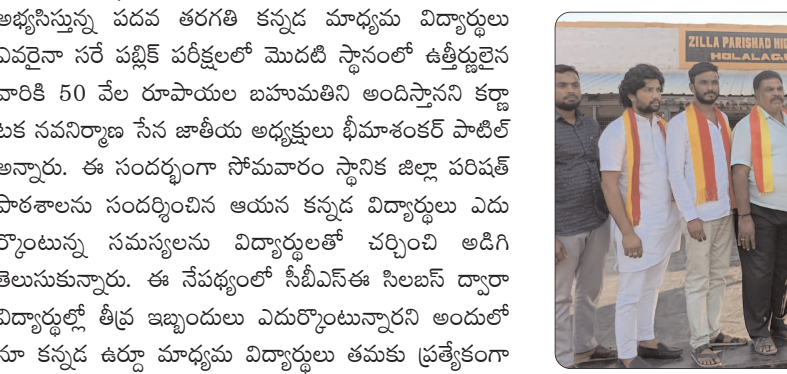 అభ్యసిస్తున్న పదవ తరగతి కన్నడ మాధ్యమ విద్యార్థులు
ఎవరైనా సరే పబ్లిక్ పరీక్షలలో మొదటి స్థానంలో ఉత్తీర్ణులైన
వారికి 50 వేల రూపాయల బహుమతిని అందిస్తానని కర్ణా
టక నవనిర్మాణ సేన జాతీయ అధ్యక్షులు భీమాశంకర్ పాటిల్
అన్నారు. ఈ సందర్భంగా సోమవారం స్థానిక జిల్లా పరిషత్
పాఠశాలను సందర్శించిన ఆయన కన్నడ విద్యార్థులు ఎదు
ర్కొంటున్న సమస్యలను విద్యార్థులతో చర్చించి అడిగి
తెలుసుకున్నారు. ఈ నేపథ్యంలో సీబీఎస్ఈ సిలబస్ ద్వారా
విద్యార్థుల్లో తీవ్ర ఇబ్బందులు ఎదుర్కొంటున్నారని అందులో
నూ కన్నడ ఉర్దూ మాధ్యమ విద్యార్థులు తమకు ప్రత్యేకంగా
ZILLA PARISHAD HIG
HOLALAGU